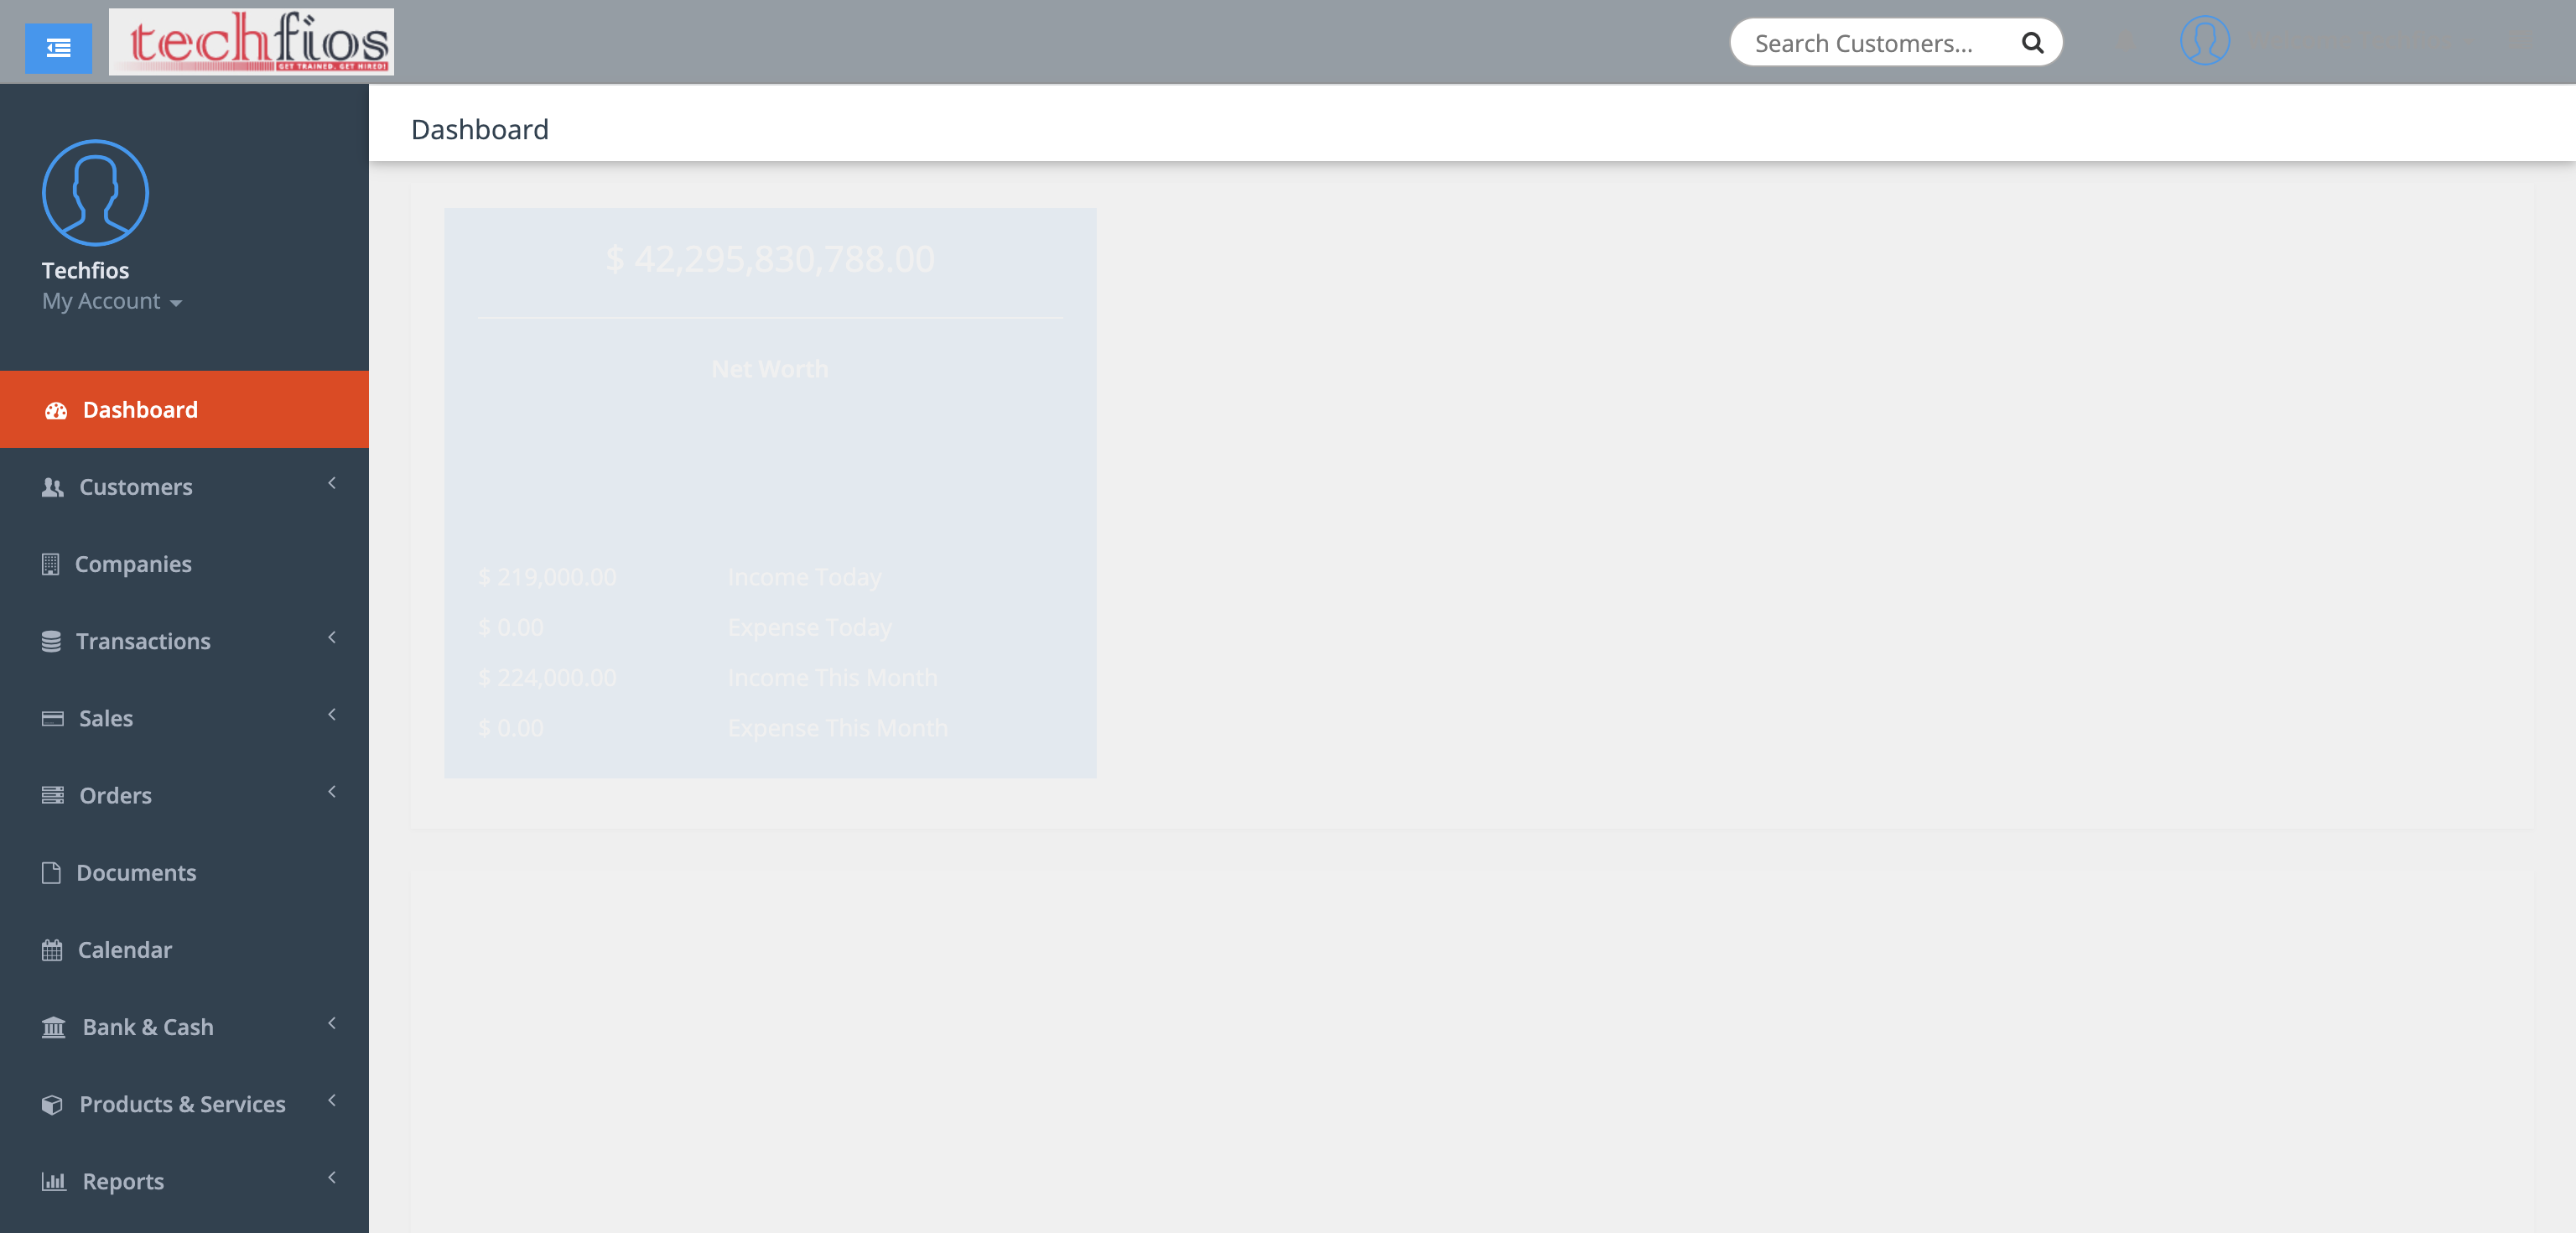 techfios
GET TRAINED. GET HIRED!
Search Customers...
Techfios
My Account
Dashboard
Customers
Companies
Transactions
Sales
Orders
Documents
Calendar
Bank & Cash
Products & Services
Reports
Dashboard
$ 42,295,830,788.00
Net Worth
$ 219,000.00 Income Today
$ 0.00 Expense Today
$ 224,000.00 Income This Month
$ 0.00 Expense This Month